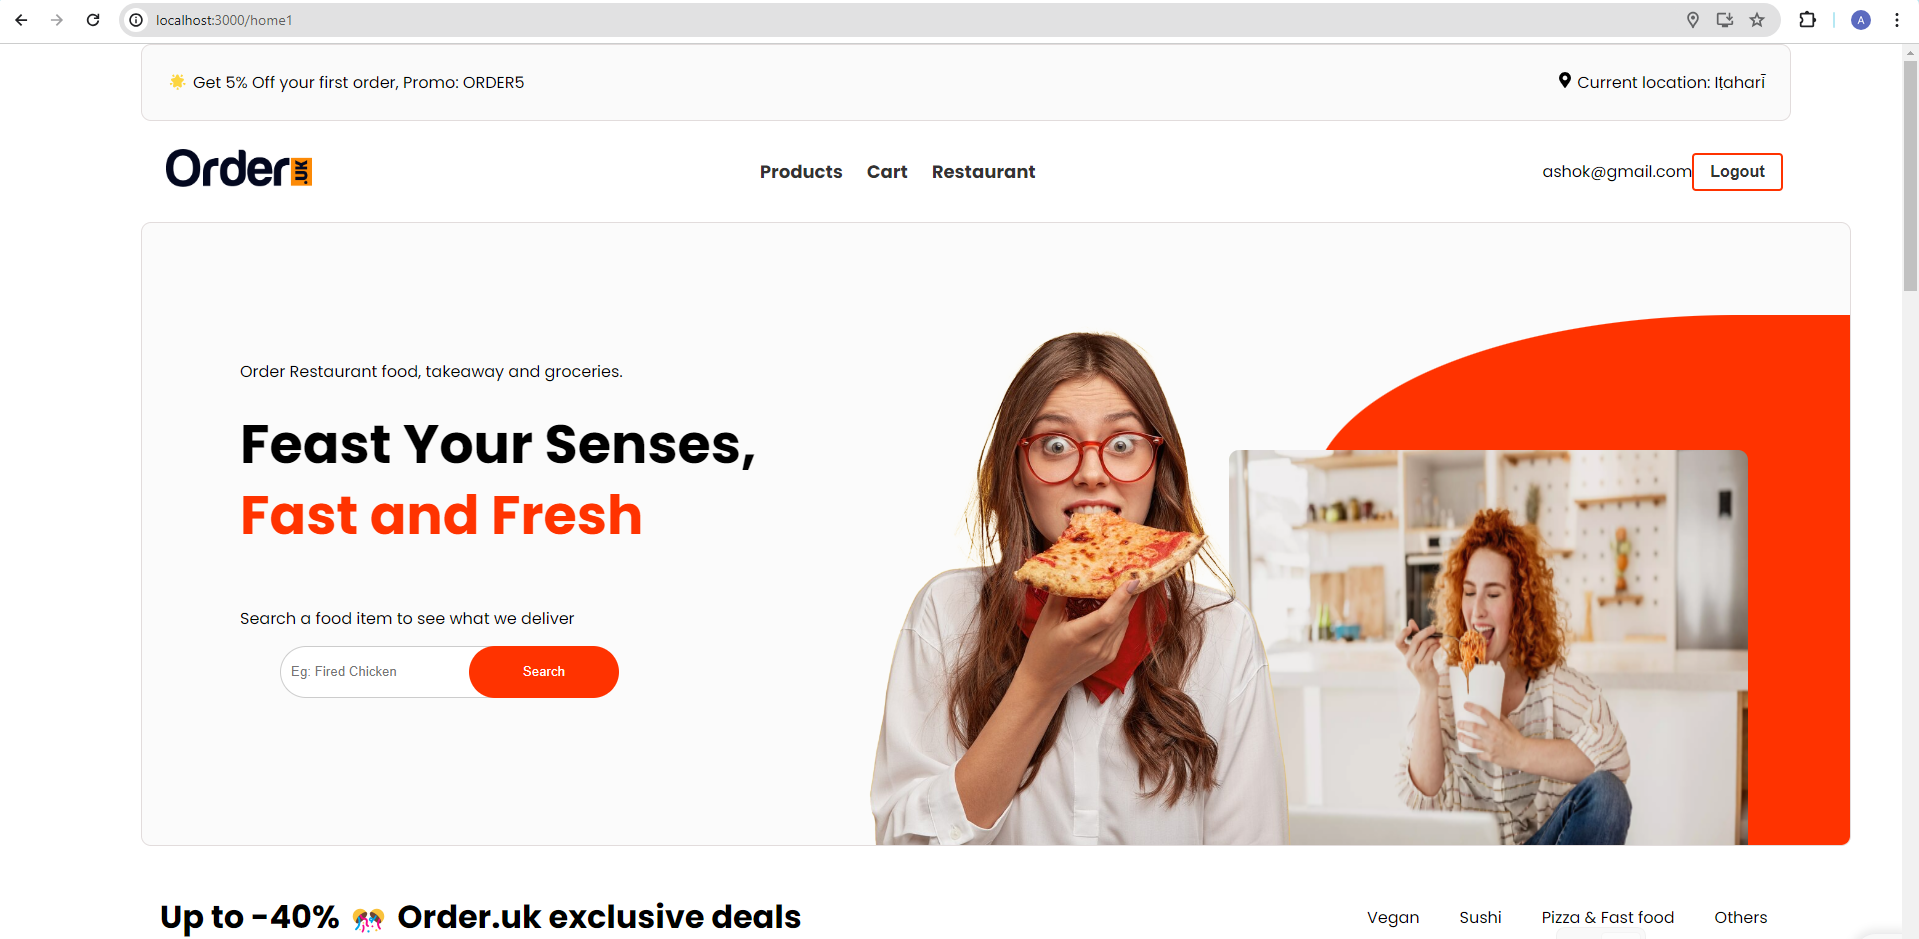 localhost:3000/home1
A
🌟 Get 5% Off your first order, Promo: ORDER5
Current location: Iṭaharī
Order.UK
Products Cart Restaurant
ashok@gmail.com Logout
Order Restaurant food, takeaway and groceries.
Feast Your Senses,
Fast and Fresh
Search a food item to see what we deliver
Eg: Fired Chicken Search
Up to -40% 🎊 Order.uk exclusive deals
Vegan Sushi Pizza & Fast food Others